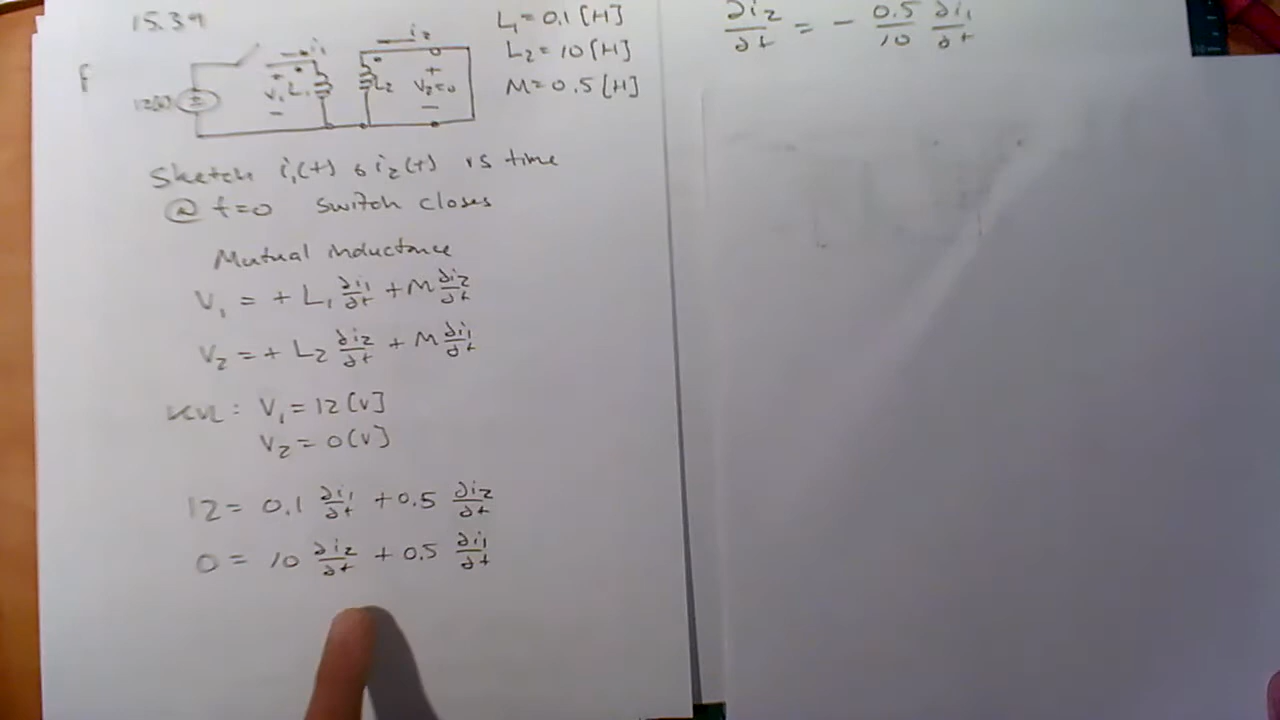 15.39
i₁
i₂
12(V)
+
+
V₁ L₁
L₂
V₂=0
−
−
L₁ = 0.1 [H]
L₂ = 10 [H]
M = 0.5 [H]
Sketch i₁(t) & i₂(t) vs time
@ t=0 switch closes
Mutual inductance
V₁ = + L₁ ∂i₁/∂t + M ∂i₂/∂t
V₂ = + L₂ ∂i₂/∂t + M ∂i₁/∂t
KVL: V₁ = 12 [V]
V₂ = 0 [V]
12 = 0.1 ∂i₁/∂t + 0.5 ∂i₂/∂t
0 = 10 ∂i₂/∂t + 0.5 ∂i₁/∂t
∂i₂/∂t = − 0.5/10 ∂i₁/∂t